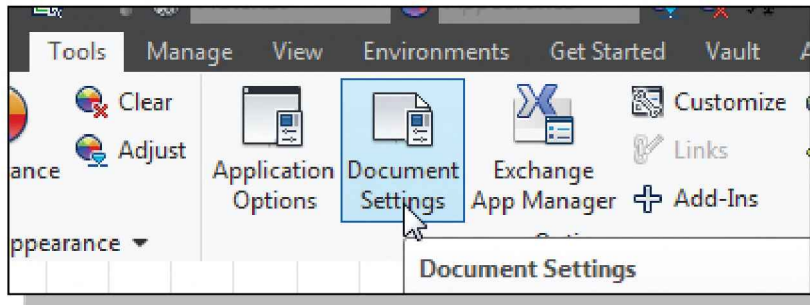 Tools Manage View Environments Get Started Vault
Clear
Adjust
ance
Application Options
Document Settings
Exchange App Manager
Customize
Links
Add-Ins
ppearance
Document Settings